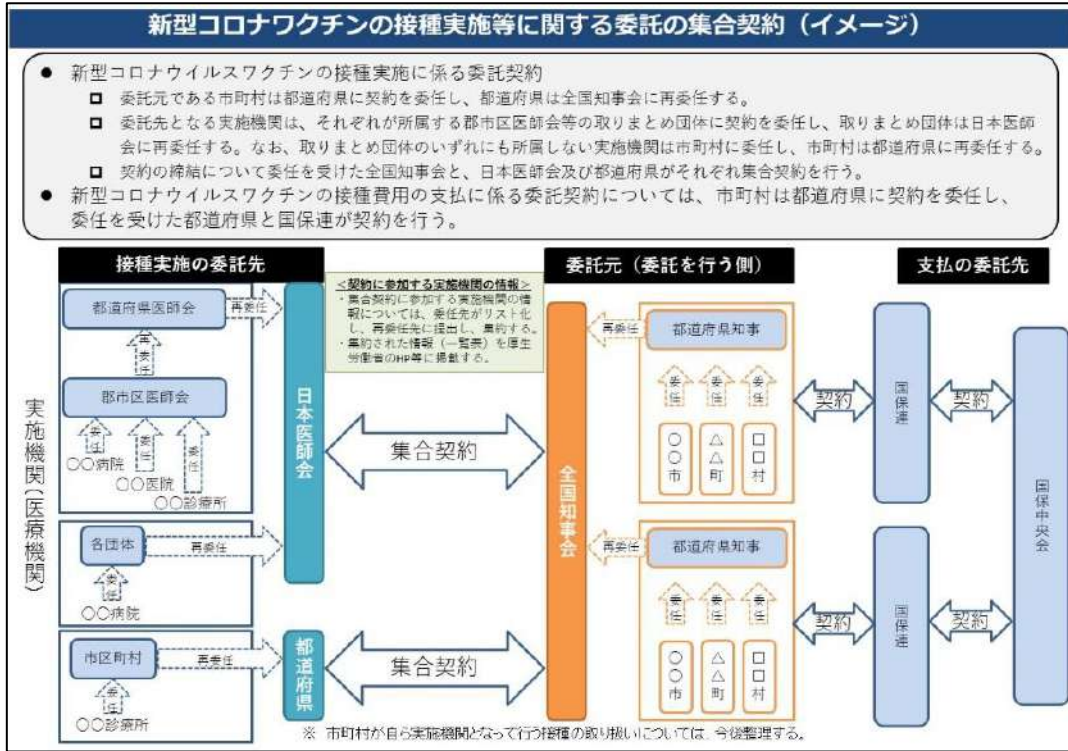 新型コロナワクチンの接種実施等に関する委託の集合契約（イメージ）
● 新型コロナウイルスワクチンの接種実施に係る委託契約
❑ 委託元である市町村は都道府県に契約を委任し、都道府県は全国知事会に再委任する。
❑ 委託先となる実施機関は、それぞれが所属する郡市区医師会等の取りまとめ団体に契約を委任し、取りまとめ団体は日本医師
会に再委任する。なお、取りまとめ団体のいずれにも所属しない実施機関は市町村に委任し、市町村は都道府県に再委任する。
❑ 契約の締結について委任を受けた全国知事会と、日本医師会及び都道府県がそれぞれ集合契約を行う。
● 新型コロナウイルスワクチンの接種費用の支払に係る委託契約については、市町村は都道府県に契約を委任し、
委任を受けた都道府県と国保連が契約を行う。
接種実施の委託先
都道府県医師会
再委任
再委任
郡市区医師会
委任
委任
委任
〇〇病院
〇〇医院
〇〇診療所
各団体
再委任
委任
〇〇病院
市区町村
再委任
委任
〇〇診療所
実施機関（医療機関）
日本医師会
都道府県
＜契約に参加する実施機関の情報＞
・集合契約に参加する実施機関の情
報については、委任先がリスト化
し、再委任先に提出し、集約する。
・集約された情報（一覧表）を厚生
労働省のHP等に掲載する。
集合契約
集合契約
全国知事会
委託元（委託を行う側）
再委任
都道府県知事
委任
委任
委任
〇〇市
△△町
□□村
再委任
都道府県知事
委任
委任
委任
〇〇市
△△町
□□村
支払の委託先
契約
国保連
契約
契約
国保連
契約
国保中央会
※ 市町村が自ら実施機関となって行う接種の取り扱いについては、今後整理する。